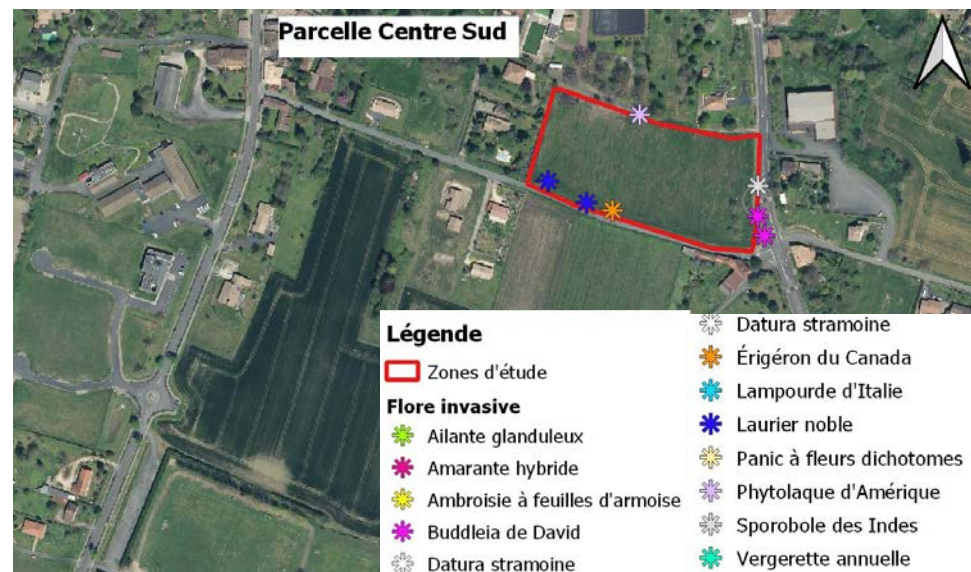 Parcelle Centre Sud
Légende
Zones d'étude
Flore invasive
Ailante glanduleux
Amarante hybride
Ambroisie à feuilles d'armoise
Buddleia de David
Datura stramoine
Datura stramoine
Érigéron du Canada
Lampourde d'Italie
Laurier noble
Panic à fleurs dichotomes
Phytolaque d'Amérique
Sporobole des Indes
Vergerette annuelle